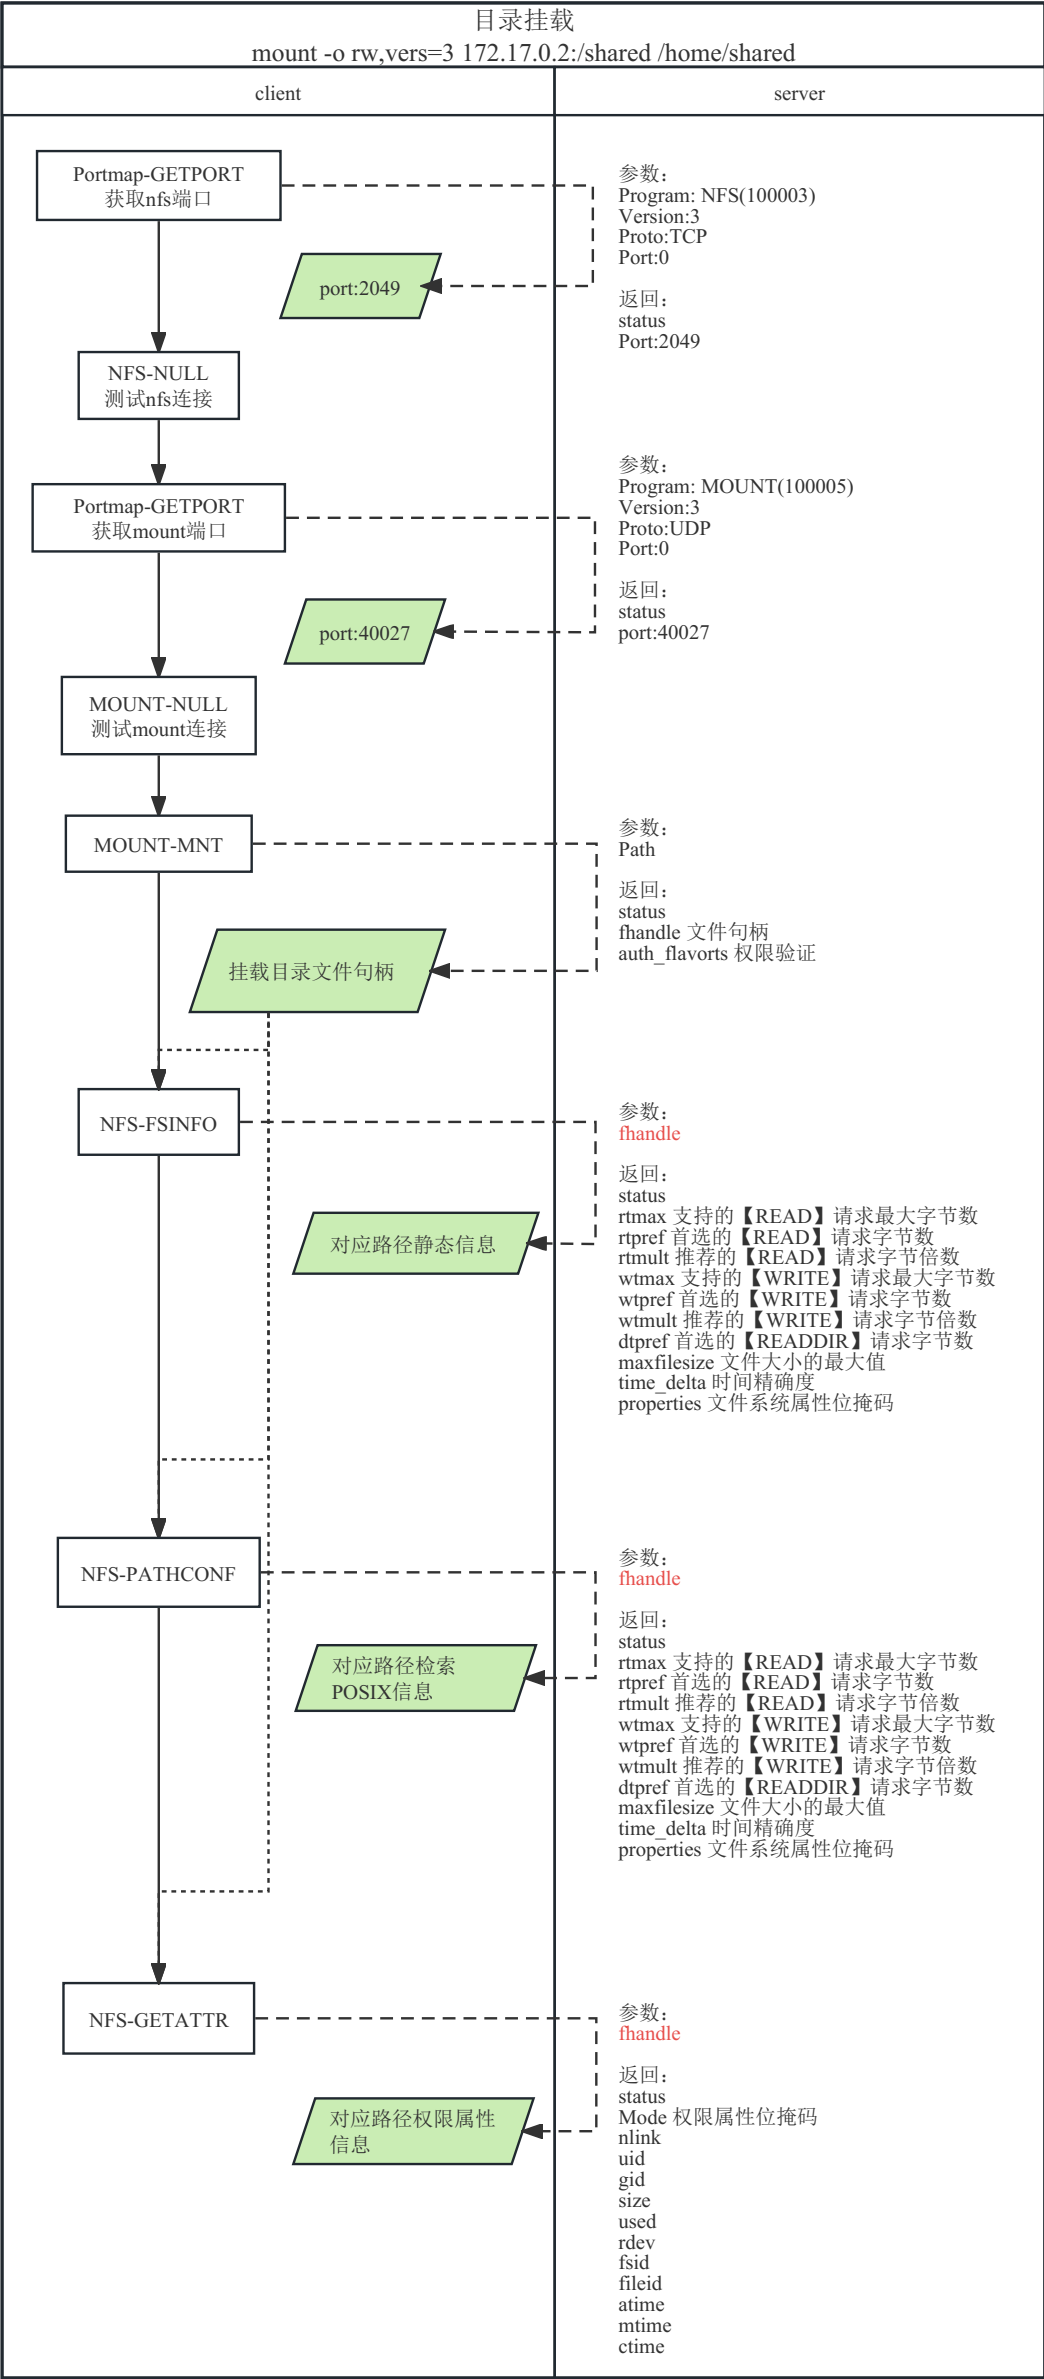 目录挂载
mount -o rw,vers=3 172.17.0.2:/shared /home/shared
client
server
Portmap-GETPORT
获取nfs端口
参数：
Program: NFS(100003)
Version:3
Proto:TCP
Port:0
返回：
status
Port:2049
port:2049
NFS-NULL
测试nfs连接
Portmap-GETPORT
获取mount端口
参数：
Program: MOUNT(100005)
Version:3
Proto:UDP
Port:0
返回：
status
port:40027
port:40027
MOUNT-NULL
测试mount连接
MOUNT-MNT
参数：
Path
返回：
status
fhandle 文件句柄
auth_flavorts 权限验证
挂载目录文件句柄
NFS-FSINFO
参数：
fhandle
返回：
status
rtmax 支持的【READ】请求最大字节数
rtpref 首选的【READ】请求字节数
rtmult 推荐的【READ】请求字节倍数
wtmax 支持的【WRITE】请求最大字节数
wtpref 首选的【WRITE】请求字节数
wtmult 推荐的【WRITE】请求字节倍数
dtpref 首选的【READDIR】请求字节数
maxfilesize 文件大小的最大值
time_delta 时间精确度
properties 文件系统属性位掩码
对应路径静态信息
NFS-PATHCONF
参数：
fhandle
返回：
status
rtmax 支持的【READ】请求最大字节数
rtpref 首选的【READ】请求字节数
rtmult 推荐的【READ】请求字节倍数
wtmax 支持的【WRITE】请求最大字节数
wtpref 首选的【WRITE】请求字节数
wtmult 推荐的【WRITE】请求字节倍数
dtpref 首选的【READDIR】请求字节数
maxfilesize 文件大小的最大值
time_delta 时间精确度
properties 文件系统属性位掩码
对应路径检索
POSIX信息
NFS-GETATTR
参数：
fhandle
返回：
status
Mode 权限属性位掩码
nlink
uid
gid
size
used
rdev
fsid
fileid
atime
mtime
ctime
对应路径权限属性
信息